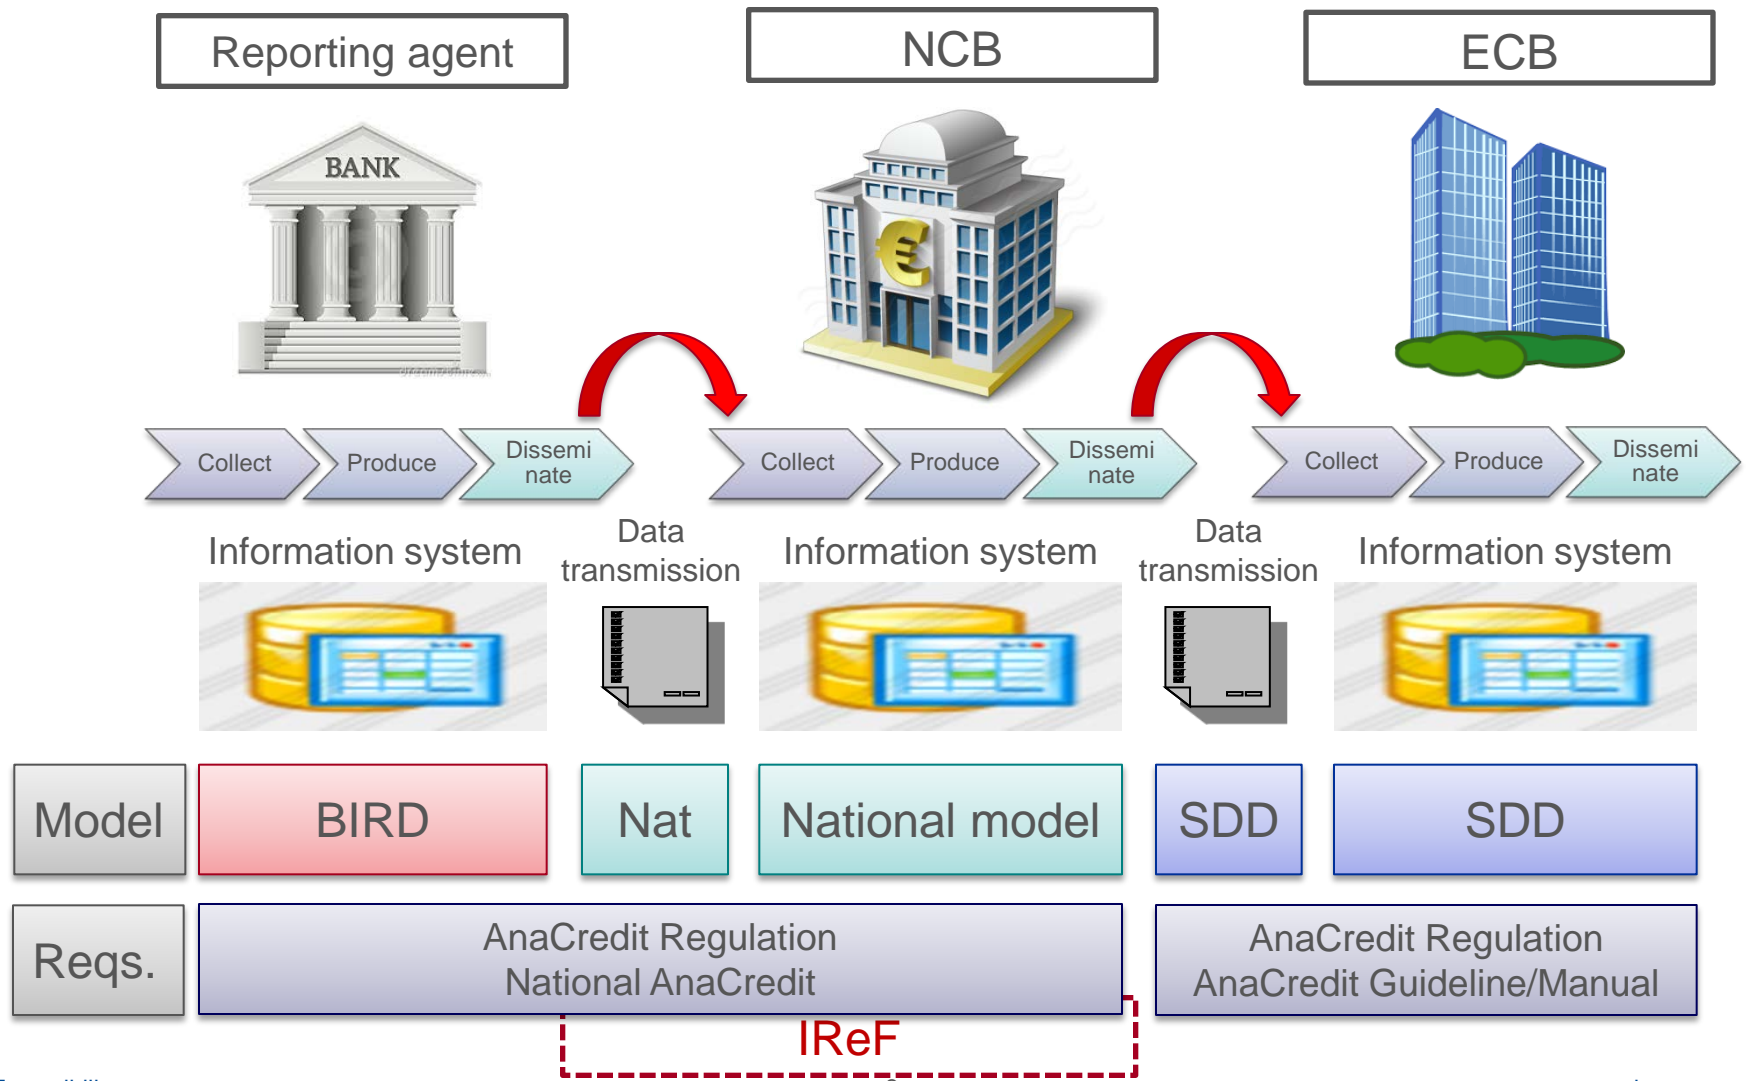 Reporting agent
NCB
ECB
BANK
€
Collect
Produce
Dissemi
nate
Collect
Produce
Dissemi
nate
Collect
Produce
Dissemi
nate
Information system
Data
transmission
Information system
Data
transmission
Information system
Model
BIRD
Nat
National model
SDD
SDD
Reqs.
AnaCredit Regulation
National AnaCredit
AnaCredit Regulation
AnaCredit Guideline/Manual
IReF